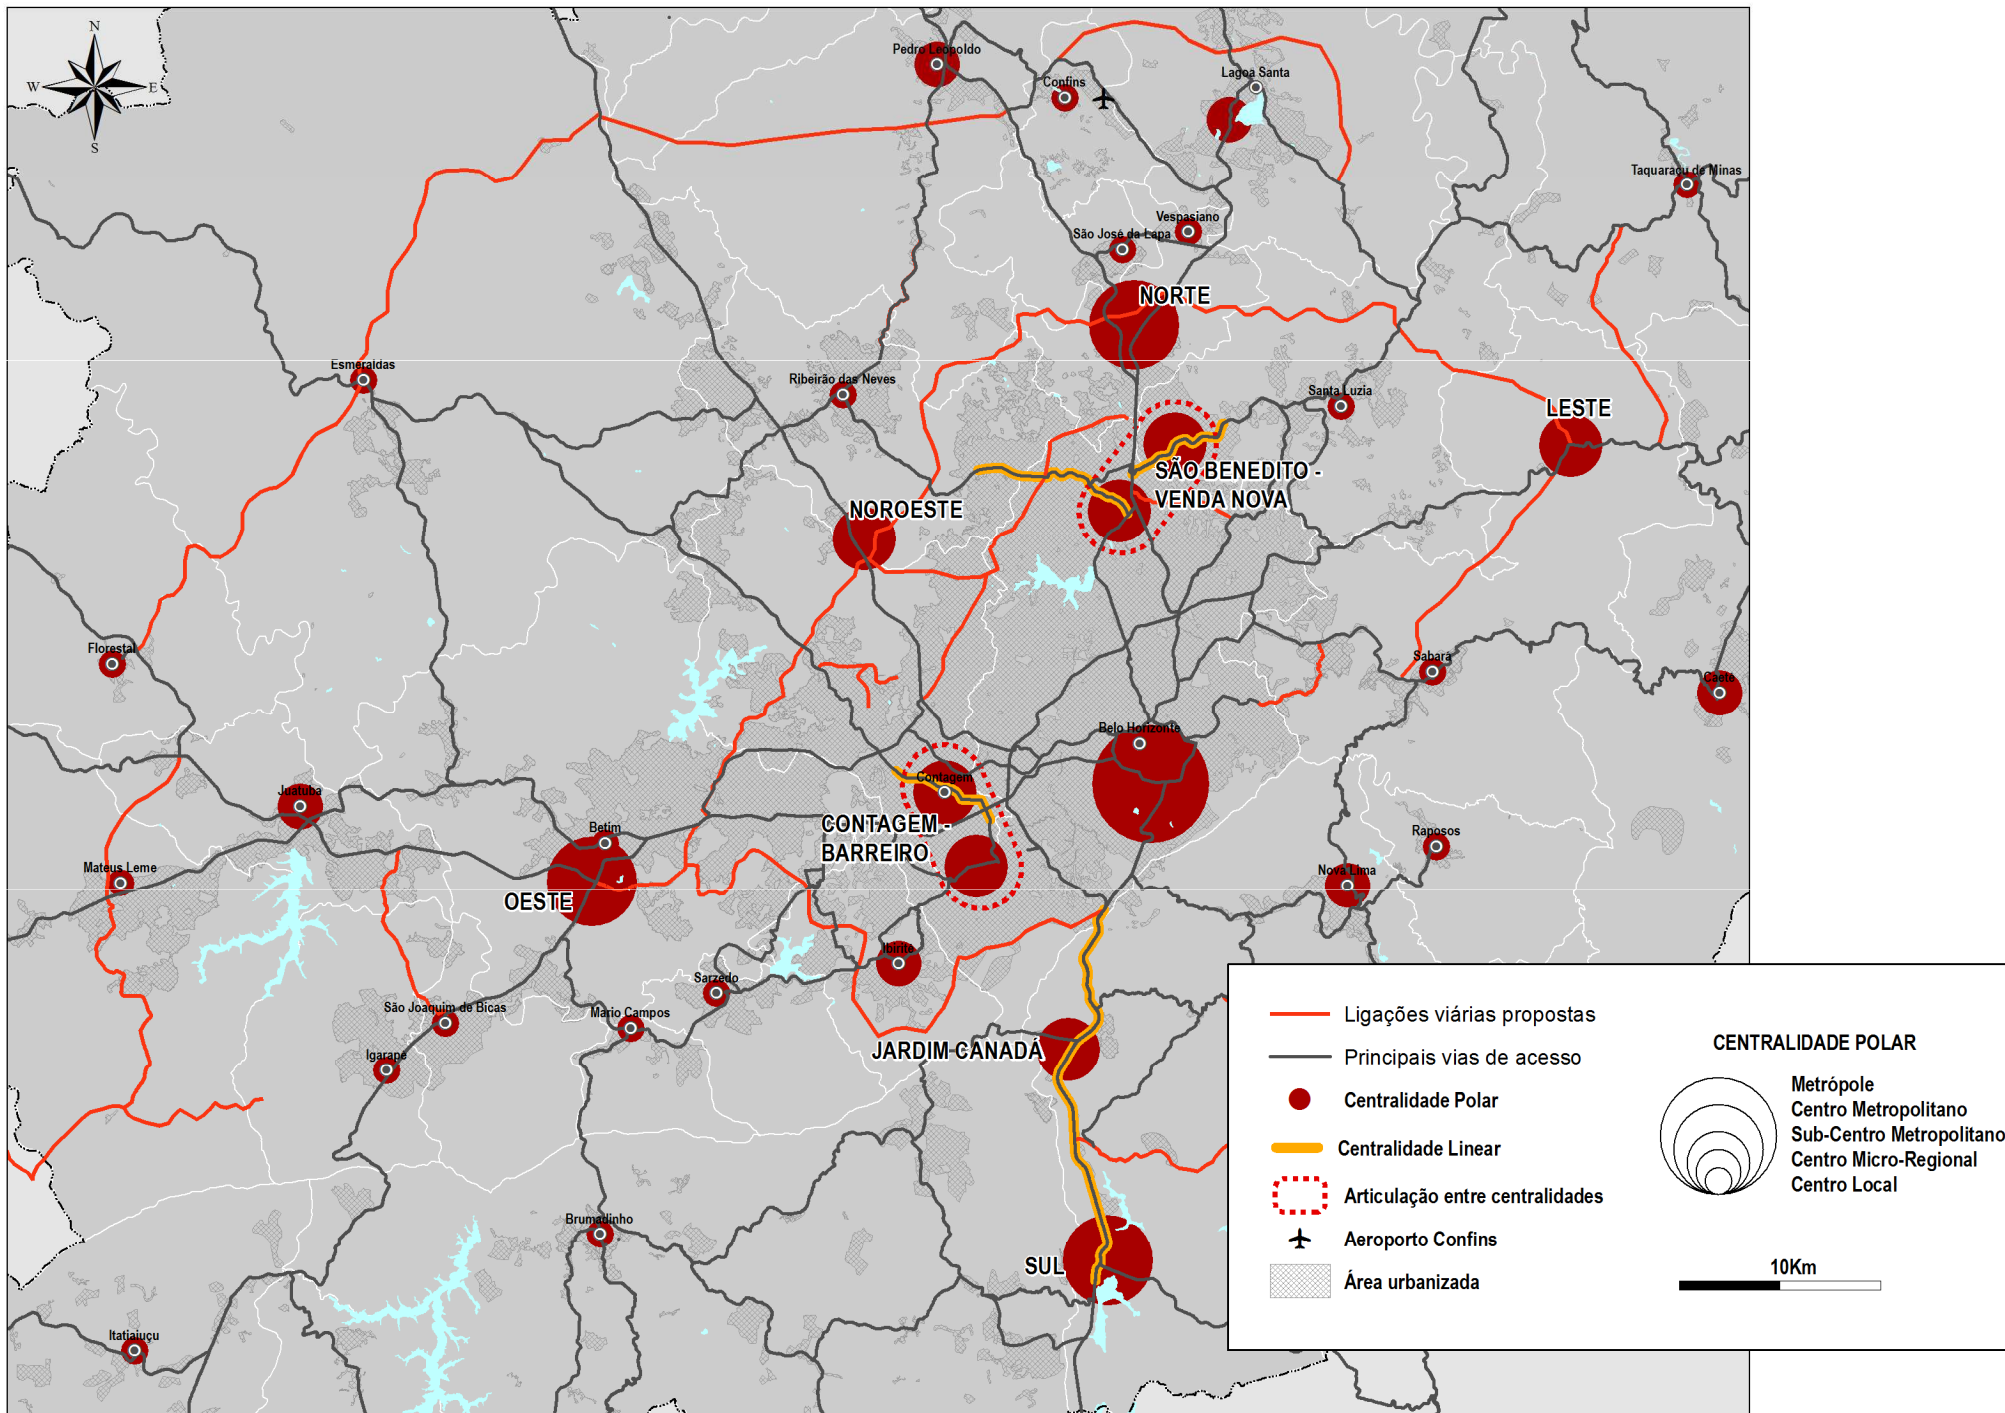 N
W
E
S
Pedro Leopoldo
Confins
Lagoa Santa
Taquaraçu de Minas
Vespasiano
São José da Lapa
NORTE
Esmeraldas
Ribeirão das Neves
Santa Luzia
LESTE
SÃO BENEDITO -
VENDA NOVA
NOROESTE
Florestal
Sabará
Caeté
Belo Horizonte
Contagem
Juatuba
CONTAGEM -
BARREIRO
Betim
Raposos
Mateus Leme
Nova Lima
OESTE
Ibirité
Sarzedo
São Joaquim de Bicas
Mário Campos
JARDIM CANADÁ
Igarapé
Brumadinho
SUL
Itatiaiuçu
Ligações viárias propostas
Principais vias de acesso
Centralidade Polar
Centralidade Linear
Articulação entre centralidades
Aeroporto Confins
Área urbanizada
CENTRALIDADE POLAR
Metrópole
Centro Metropolitano
Sub-Centro Metropolitano
Centro Micro-Regional
Centro Local
10Km